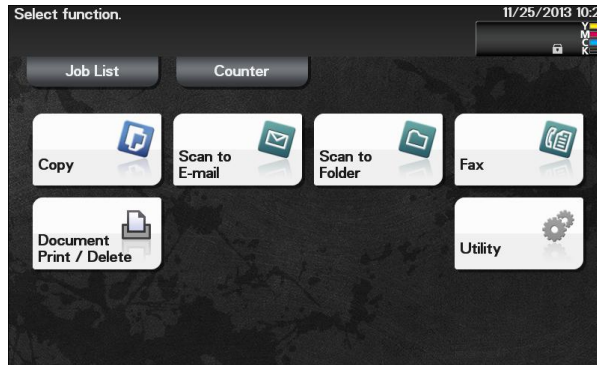 Select function.
11/25/2013 10:2
Y
M
C
K
Job List
Counter
Copy
Scan to
E-mail
Scan to
Folder
Fax
Document
Print / Delete
Utility